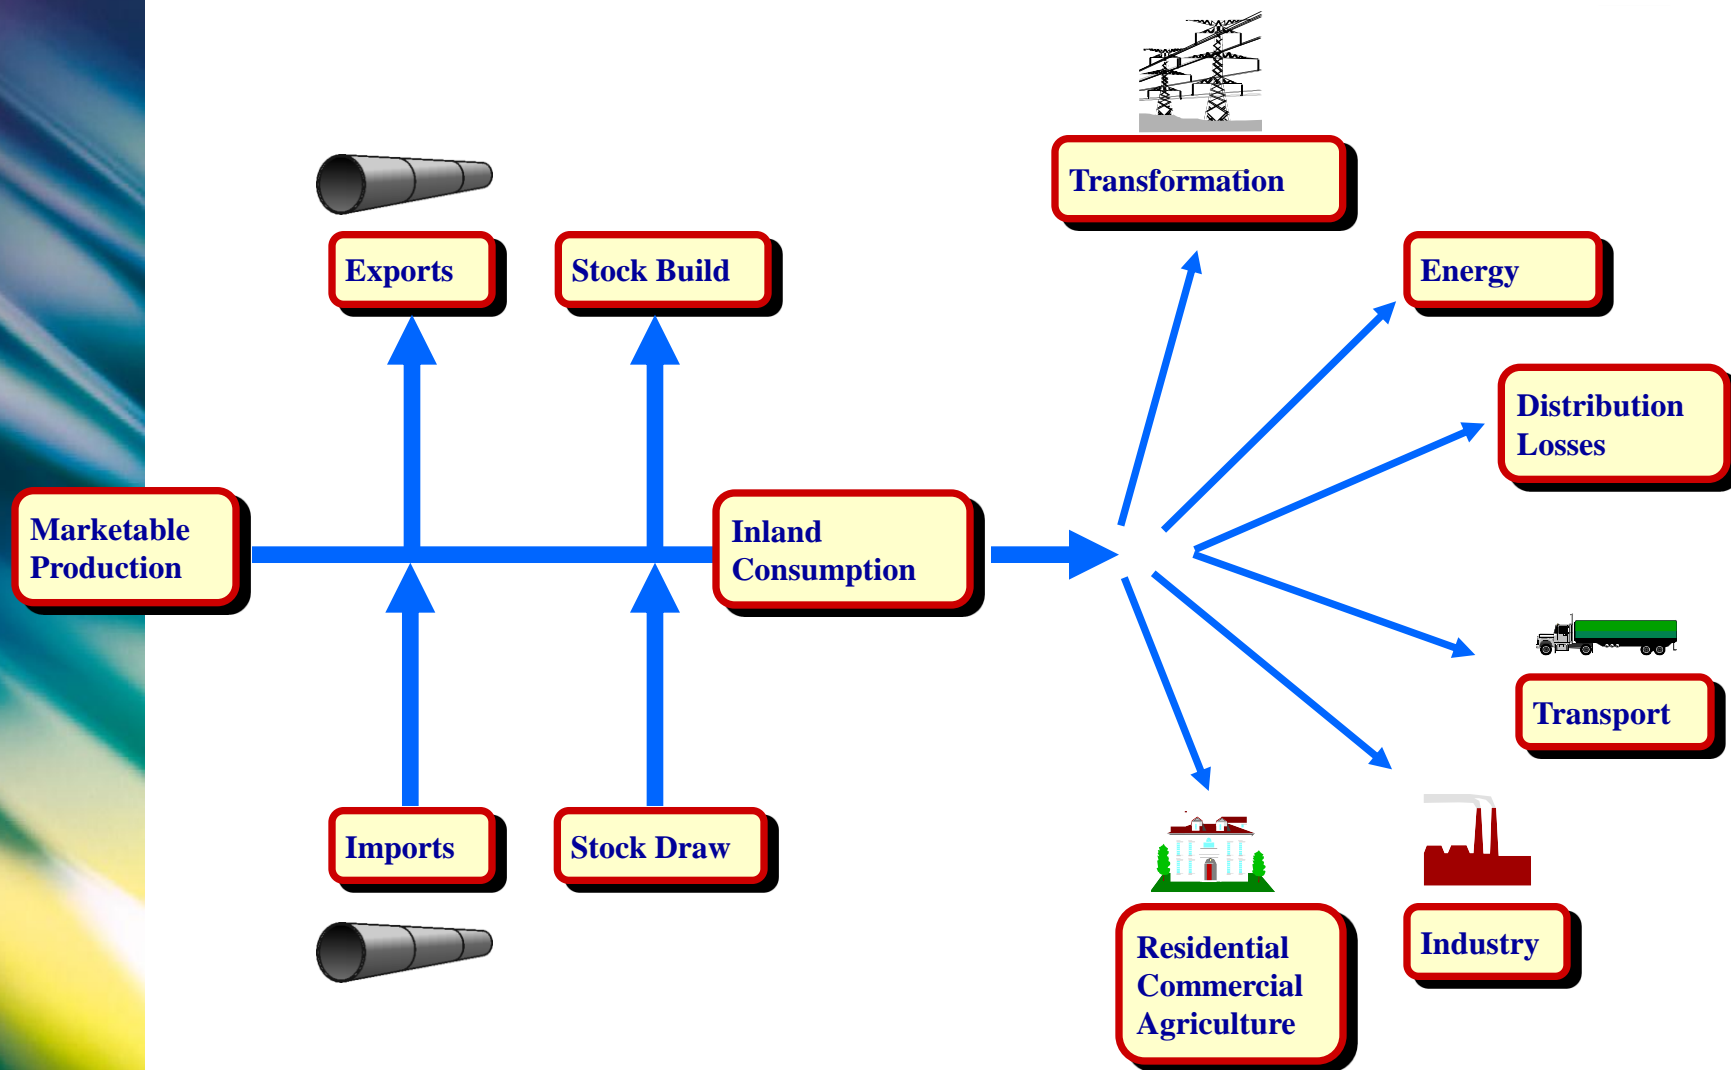 Transformation
Exports
Stock Build
Energy
Distribution
Losses
Marketable
Production
Inland
Consumption
Transport
Imports
Stock Draw
Residential
Commercial
Agriculture
Industry